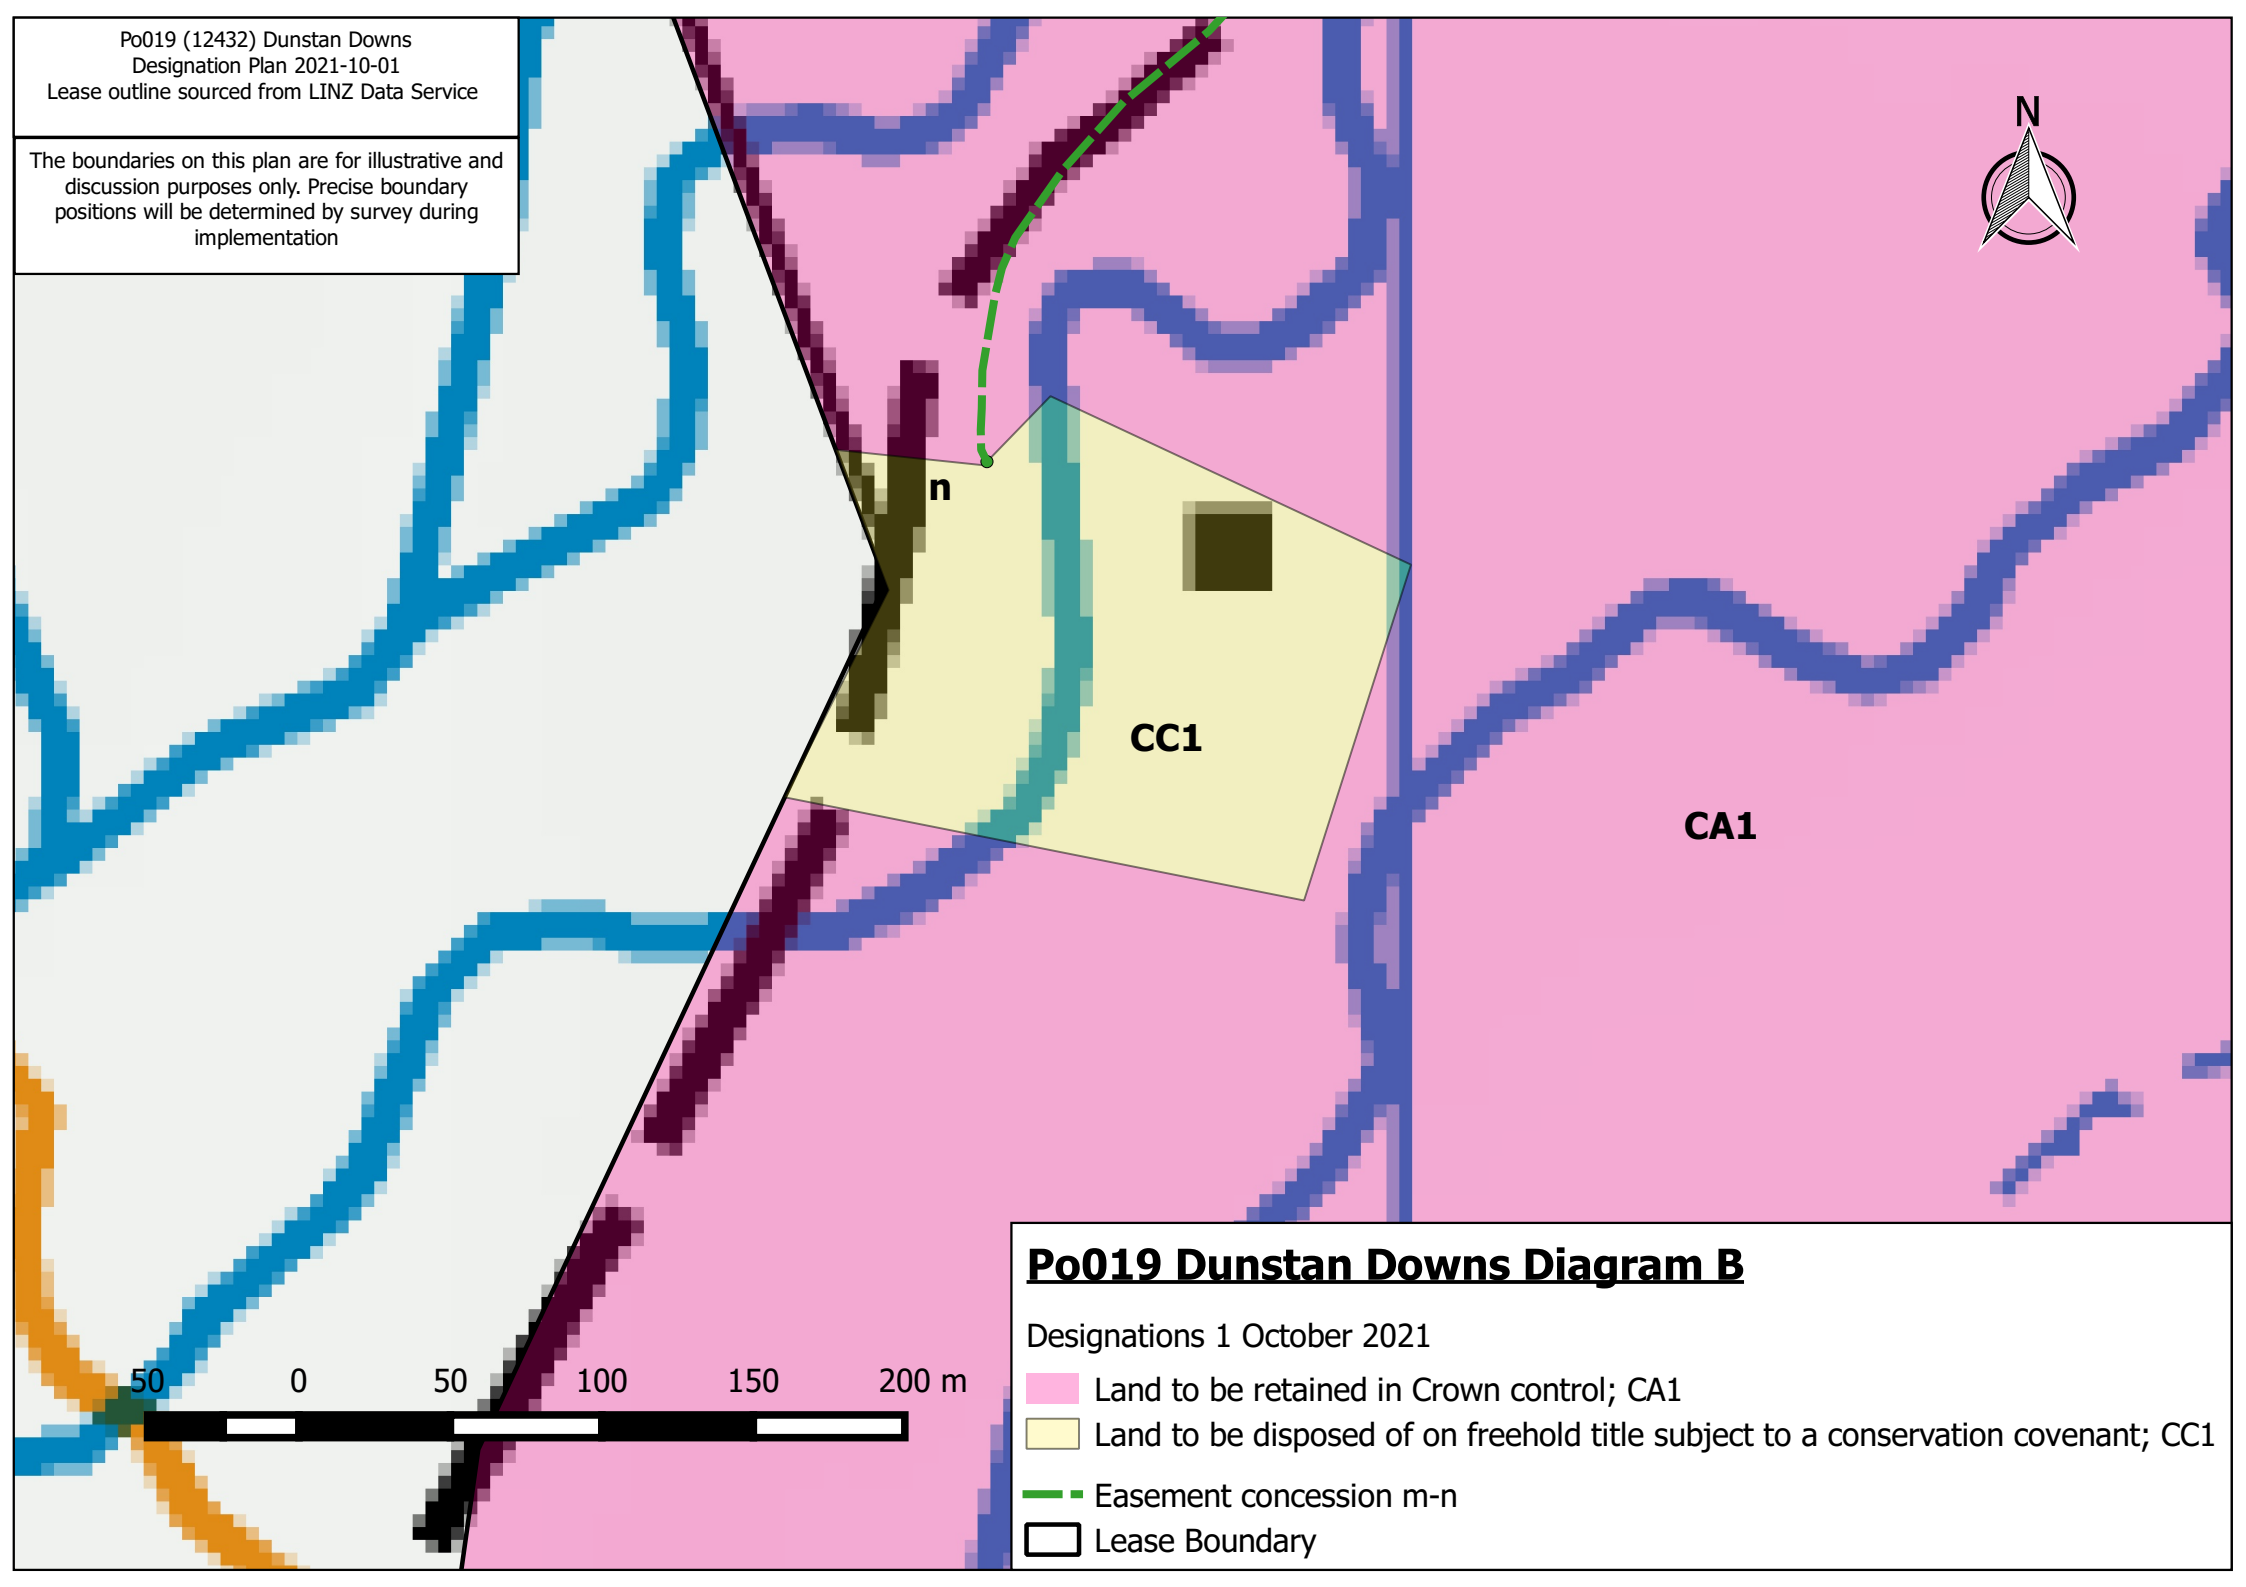 Po019 (12432) Dunstan Downs
Designation Plan 2021-10-01
Lease outline sourced from LINZ Data Service
The boundaries on this plan are for illustrative and
discussion purposes only. Precise boundary
positions will be determined by survey during
implementation
N
n
CC1
CA1
50 0 50 100 150 200 m
Po019 Dunstan Downs Diagram B
Designations 1 October 2021
Land to be retained in Crown control; CA1
Land to be disposed of on freehold title subject to a conservation covenant; CC1
Easement concession m-n
Lease Boundary